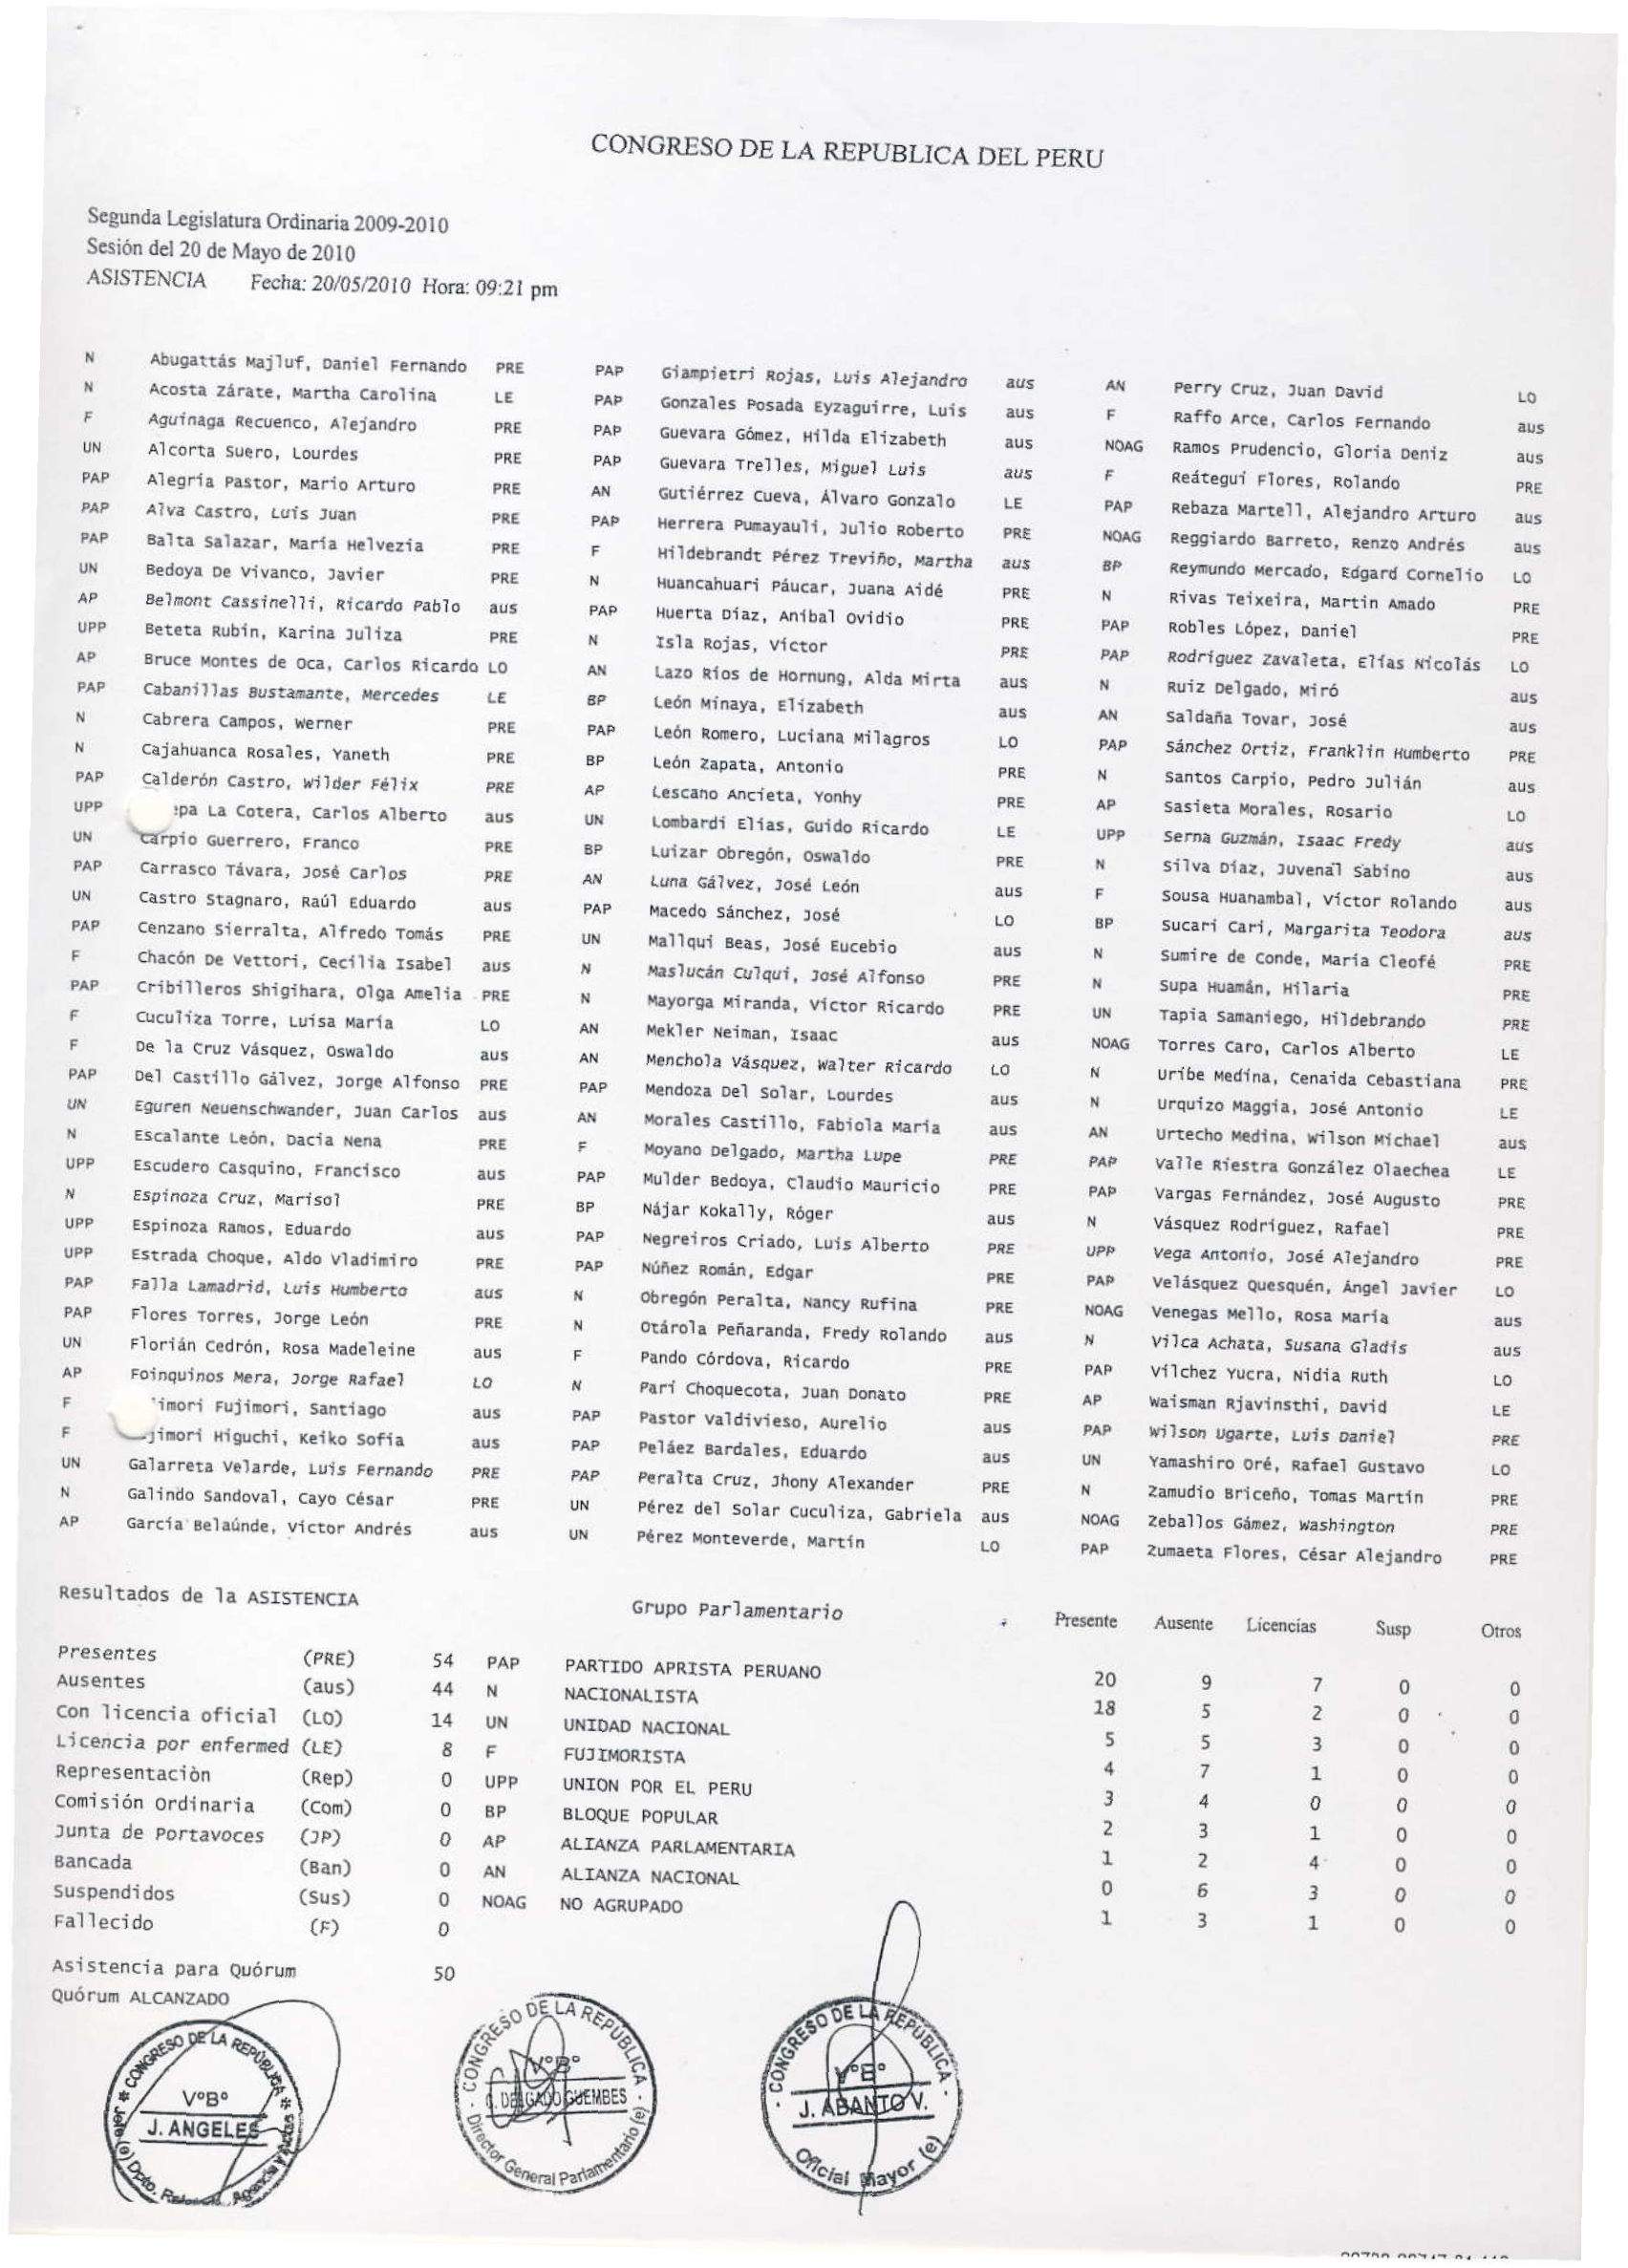 CONGRESO DE LA REPUBLICA DEL PERU
Segunda Legislatura Ordinaria 2009-2010
Sesión del 20 de Mayo de 2010
ASISTENCIA Fecha: 20/05/2010 Hora: 09:21 pm
N Abugattás Majluf, Daniel Fernando PRE
N Acosta Zárate, Martha Carolina LE
F Aguinaga Recuenco, Alejandro PRE
UN Alcorta Suero, Lourdes PRE
PAP Alegría Pastor, Mario Arturo PRE
PAP Alva Castro, Luis Juan PRE
PAP Balta Salazar, María Helvezia PRE
UN Bedoya De Vivanco, Javier PRE
AP Belmont Cassinelli, Ricardo Pablo aus
UPP Beteta Rubín, Karina Juliza PRE
AP Bruce Montes de Oca, Carlos Ricardo LO
PAP Cabanillas Bustamante, Mercedes LE
N Cabrera Campos, Werner PRE
N Cajahuanca Rosales, Yaneth PRE
PAP Calderón Castro, Wilder Félix PRE
UPP epa La Cotera, Carlos Alberto aus
UN Carpio Guerrero, Franco PRE
PAP Carrasco Távara, José Carlos PRE
UN Castro Stagnaro, Raúl Eduardo aus
PAP Cenzano Sierralta, Alfredo Tomás PRE
F Chacón De Vettori, Cecilia Isabel aus
PAP Cribilleros Shigihara, Olga Amelia PRE
F Cuculiza Torre, Luisa María LO
F De la Cruz Vásquez, Oswaldo aus
PAP Del Castillo Gálvez, Jorge Alfonso PRE
UN Eguren Neuenschwander, Juan Carlos aus
N Escalante León, Dacia Nena PRE
UPP Escudero Casquino, Francisco aus
N Espinoza Cruz, Marisol PRE
UPP Espinoza Ramos, Eduardo aus
UPP Estrada Choque, Aldo Vladimiro PRE
PAP Falla Lamadrid, Luis Humberto aus
PAP Flores Torres, Jorge León PRE
UN Florián Cedrón, Rosa Madeleine aus
AP Foinquinos Mera, Jorge Rafael LO
F imori Fujimori, Santiago aus
F jimori Higuchi, Keiko Sofía aus
UN Galarreta Velarde, Luis Fernando PRE
N Galindo Sandoval, Cayo César PRE
AP García Belaúnde, Víctor Andrés aus
PAP Giampietri Rojas, Luis Alejandro aus
PAP Gonzales Posada Eyzaguirre, Luis aus
PAP Guevara Gómez, Hilda Elizabeth aus
PAP Guevara Trelles, Miguel Luis aus
AN Gutiérrez Cueva, Álvaro Gonzalo LE
PAP Herrera Pumayauli, Julio Roberto PRE
F Hildebrandt Pérez Treviño, Martha aus
N Huancahuari Páucar, Juana Aidé PRE
PAP Huerta Díaz, Aníbal Ovidio PRE
N Isla Rojas, Víctor PRE
AN Lazo Ríos de Hornung, Alda Mirta aus
BP León Minaya, Elizabeth aus
PAP León Romero, Luciana Milagros LO
BP León Zapata, Antonio PRE
AP Lescano Ancieta, Yonhy PRE
UN Lombardi Elías, Guido Ricardo LE
BP Luizar Obregón, Oswaldo PRE
AN Luna Gálvez, José León aus
PAP Macedo Sánchez, José LO
UN Mallqui Beas, José Eucebio aus
N Maslucán Culqui, José Alfonso PRE
N Mayorga Miranda, Víctor Ricardo PRE
AN Mekler Neiman, Isaac aus
AN Menchola Vásquez, Walter Ricardo LO
PAP Mendoza Del Solar, Lourdes aus
AN Morales Castillo, Fabiola María aus
F Moyano Delgado, Martha Lupe PRE
PAP Mulder Bedoya, Claudio Mauricio PRE
BP Nájar Kokally, Róger aus
PAP Negreiros Criado, Luis Alberto PRE
PAP Núñez Román, Edgar PRE
N Obregón Peralta, Nancy Rufina PRE
N Otárola Peñaranda, Fredy Rolando aus
F Pando Córdova, Ricardo PRE
N Pari Choquecota, Juan Donato PRE
PAP Pastor Valdivieso, Aurelio aus
PAP Peláez Bardales, Eduardo aus
PAP Peralta Cruz, Jhony Alexander PRE
UN Pérez del Solar Cuculiza, Gabriela aus
UN Pérez Monteverde, Martín LO
AN Perry Cruz, Juan David LO
F Raffo Arce, Carlos Fernando aus
NOAG Ramos Prudencio, Gloria Deniz aus
F Reátegui Flores, Rolando PRE
PAP Rebaza Martell, Alejandro Arturo aus
NOAG Reggiardo Barreto, Renzo Andrés aus
BP Reymundo Mercado, Edgard Cornelio LO
N Rivas Teixeira, Martín Amado PRE
PAP Robles López, Daniel PRE
PAP Rodríguez Zavaleta, Elías Nicolás LO
N Ruiz Delgado, Miró aus
AN Saldaña Tovar, José aus
PAP Sánchez Ortiz, Franklin Humberto PRE
N Santos Carpio, Pedro Julián aus
AP Sasieta Morales, Rosario LO
UPP Serna Guzmán, Isaac Fredy aus
N Silva Díaz, Juvenal Sabino aus
F Sousa Huanambal, Víctor Rolando aus
BP Sucari Cari, Margarita Teodora aus
N Sumire de Conde, María Cleofé PRE
N Supa Huamán, Hilaria PRE
UN Tapia Samaniego, Hildebrando PRE
NOAG Torres Caro, Carlos Alberto LE
N Uribe Medina, Cenaida Cebastiana PRE
N Urquizo Maggia, José Antonio LE
AN Urtecho Medina, Wilson Michael aus
PAP Valle Riestra González Olaechea LE
PAP Vargas Fernández, José Augusto PRE
N Vásquez Rodríguez, Rafael PRE
UPP Vega Antonio, José Alejandro PRE
PAP Velásquez Quesquén, Ángel Javier LO
NOAG Venegas Mello, Rosa María aus
N Vilca Achata, Susana Gladis aus
PAP Vílchez Yucra, Nidia Ruth LO
AP Waisman Rjavinsthi, David LE
PAP Wilson Ugarte, Luis Daniel PRE
UN Yamashiro Oré, Rafael Gustavo LO
N Zamudio Briceño, Tomas Martín PRE
NOAG Zeballos Gámez, Washington PRE
PAP Zumaeta Flores, César Alejandro PRE
Resultados de la ASISTENCIA
Presentes (PRE) 54
Ausentes (aus) 44
Con licencia oficial (LO) 14
Licencia por enfermed (LE) 8
Representaciòn (Rep) 0
Comisión Ordinaria (Com) 0
Junta de Portavoces (JP) 0
Bancada (Ban) 0
Suspendidos (Sus) 0
Fallecido (F) 0
Grupo Parlamentario Presente Ausente Licencias Susp Otros
PAP PARTIDO APRISTA PERUANO 20 9 7 0 0
N NACIONALISTA 18 5 2 0 0
UN UNIDAD NACIONAL 5 5 3 0 0
F FUJIMORISTA 4 7 1 0 0
UPP UNION POR EL PERU 3 4 0 0 0
BP BLOQUE POPULAR 2 3 1 0 0
AP ALIANZA PARLAMENTARIA 1 2 4 0 0
AN ALIANZA NACIONAL 0 6 3 0 0
NOAG NO AGRUPADO 1 3 1 0 0
Asistencia para Quórum 50
Quórum ALCANZADO
CONGRESO DE LA REPÚBLICA
V°B°
J. ANGELES
Jefe (e) Dpto.
CONGRESO DE LA REPÚBLICA
V°B°
C. DELGADO GUEMBES
Director General Parlamentario (e)
CONGRESO DE LA REPÚBLICA
V°B°
J. ABANTO V.
Oficial Mayor (e)